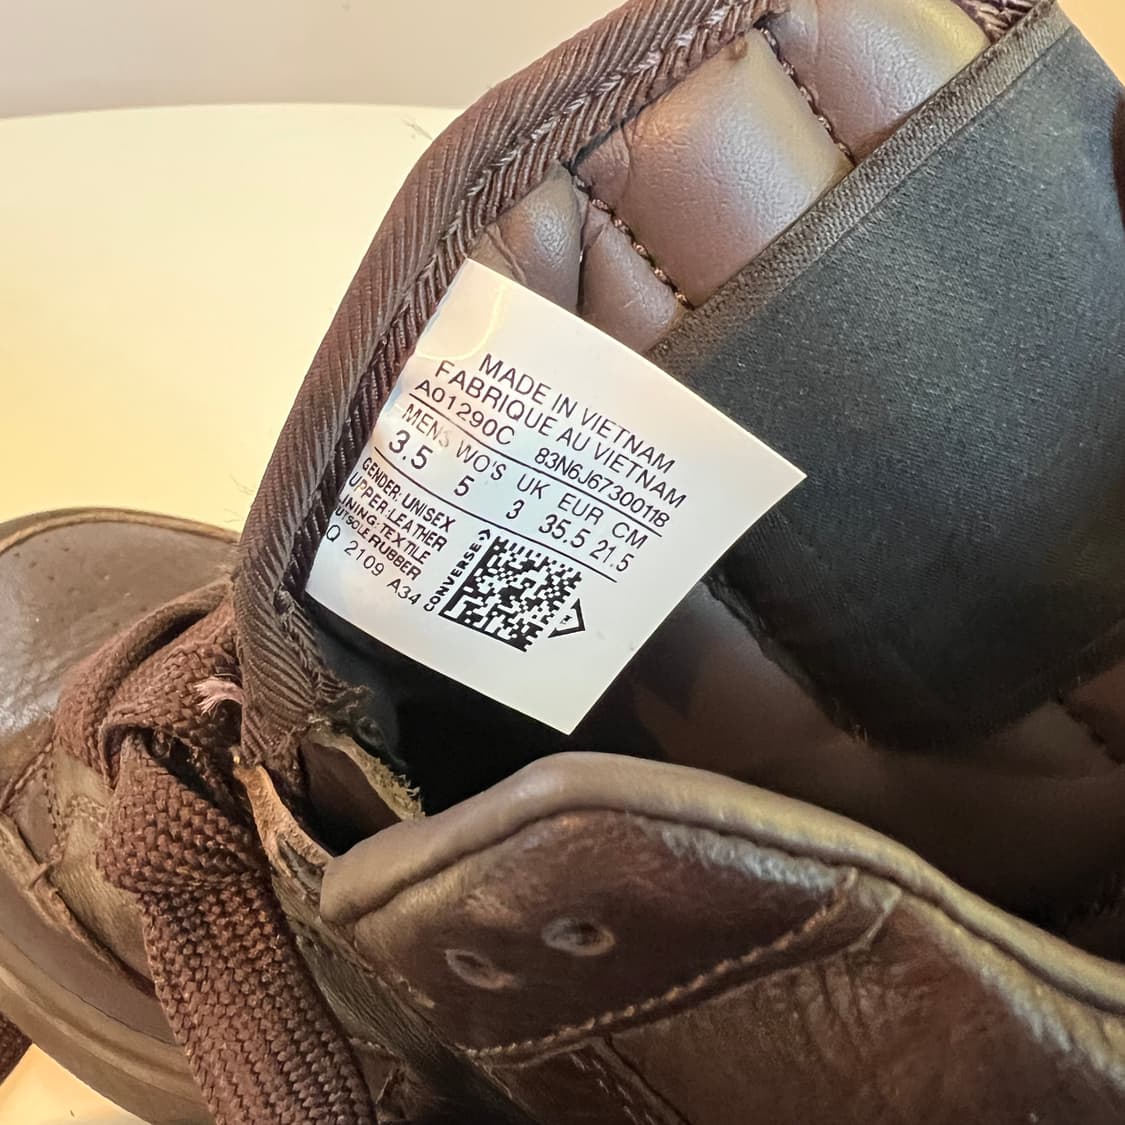 MADE IN VIETNAM
FABRIQUE AU VIETNAM
A01290C 83N6J6730011B
MENS WO'S UK EUR CM
3.5 5 3 35.5 21.5
GENDER: UNISEX
UPPER:LEATHER
LINING:TEXTILE
OUTSOLE:RUBBER
Q 2109 A34
CONVERSE